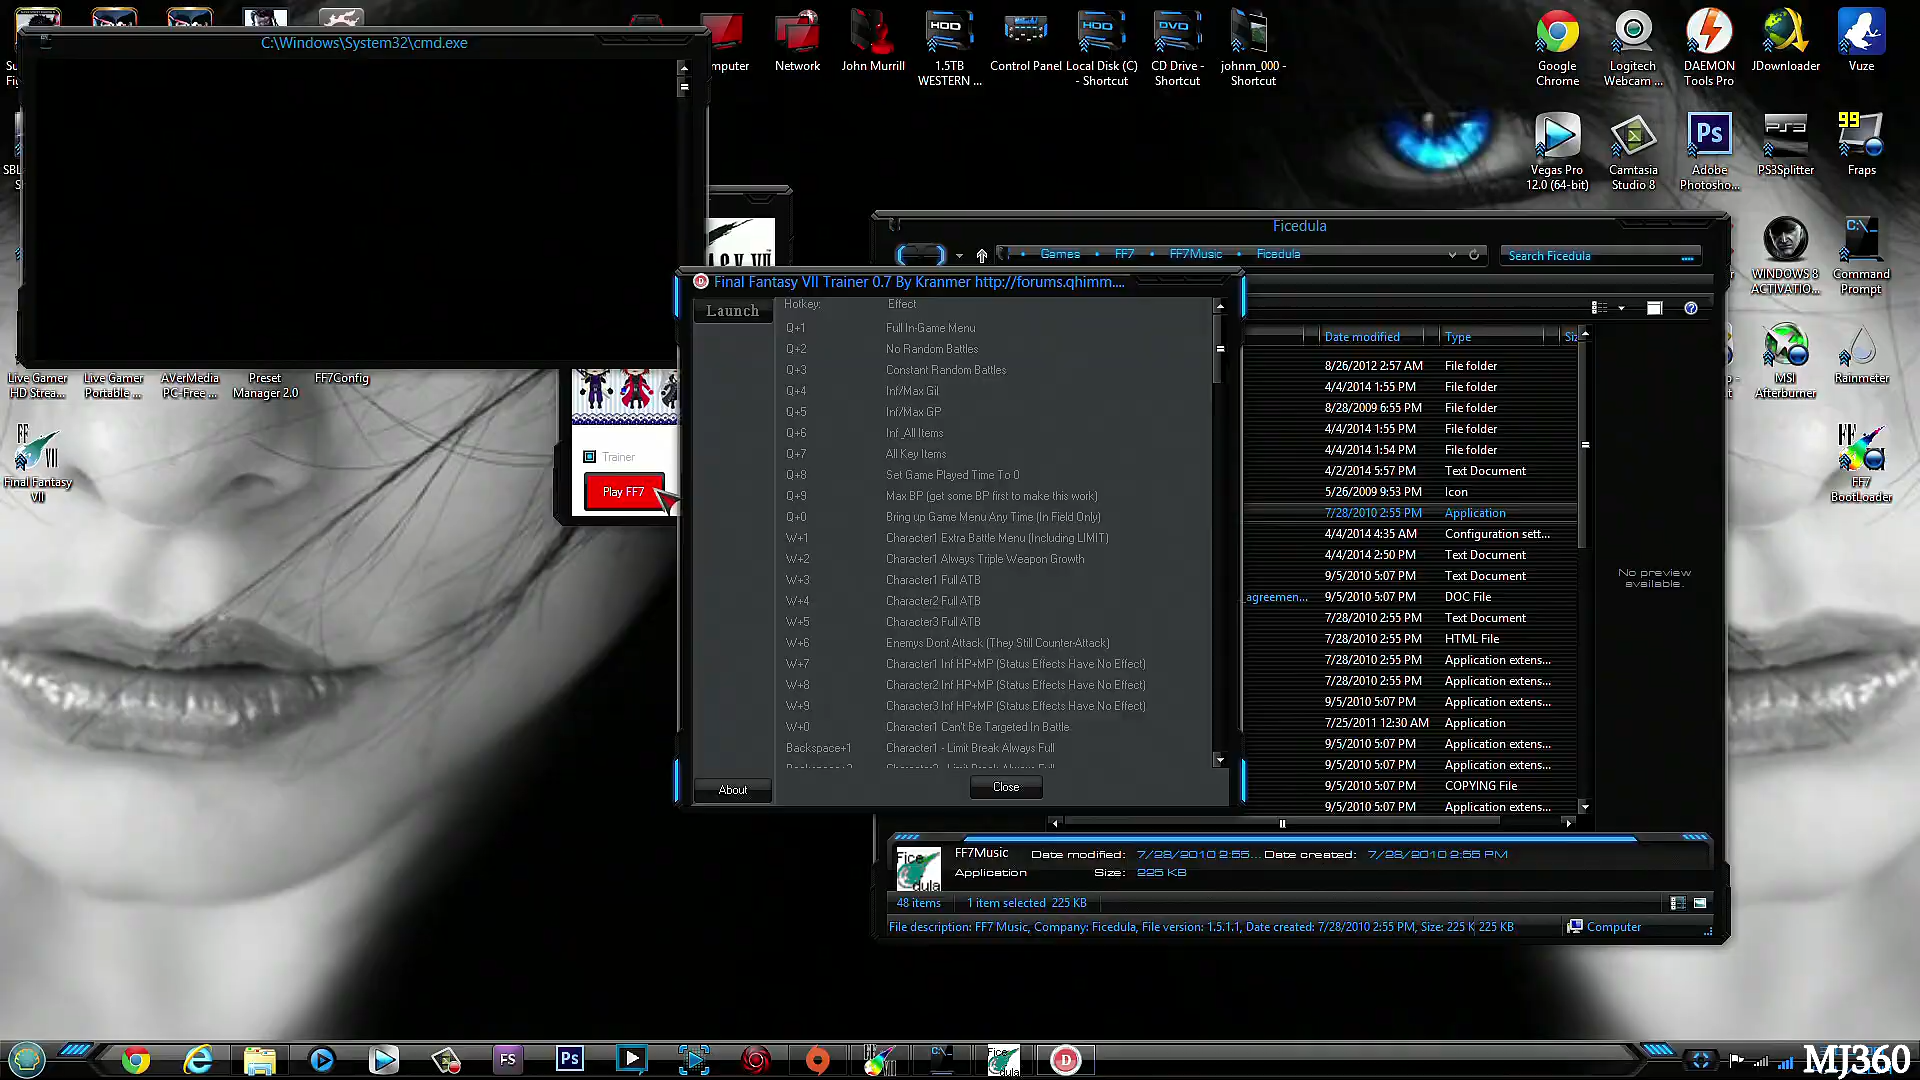 C:\Windows\System32\cmd.exe
mputer
Network
John Murrill
1.5TB
WESTERN ...
Control Panel
Local Disk (C)
- Shortcut
CD Drive -
Shortcut
johnm_000 -
Shortcut
HDD
HDD
DVD
Google
Chrome
Logitech
Webcam ...
DAEMON
Tools Pro
JDownloader
Vuze
Vegas Pro
12.0 (64-bit)
Camtasia
Studio 8
Ps
Adobe
Photosho...
PS3
PS3Splitter
99
Fraps
WINDOWS 8
ACTIVATIO...
C:\_
Command
Prompt
MSI
Afterburner
Rainmeter
FF7
BootLoader
Live Gamer
HD Strea...
Live Gamer
Portable ...
AVerMedia
PC-Free ...
Preset
Manager 2.0
FF7Config
Final Fantasy
VII
Trainer
Play FF7
Ficedula
Games
FF7
FF7Music
Ficedula
Search Ficedula
Final Fantasy VII Trainer 0.7 By Kranmer http://forums.qhimm....
Launch
Hotkey: Effect
Q+1 Full In-Game Menu
Q+2 No Random Battles
Q+3 Constant Random Battles
Q+4 Inf/Max Gil
Q+5 Inf/Max GP
Q+6 Inf_All Items
Q+7 All Key Items
Q+8 Set Game Played Time To 0
Q+9 Max BP (get some BP first to make this work)
Q+0 Bring up Game Menu Any Time (In Field Only)
W+1 Character1 Extra Battle Menu (Including LIMIT)
W+2 Character1 Always Triple Weapon Growth
W+3 Character1 Full ATB
W+4 Character2 Full ATB
W+5 Character3 Full ATB
W+6 Enemys Dont Attack (They Still Counter-Attack)
W+7 Character1 Inf HP+MP (Status Effects Have No Effect)
W+8 Character2 Inf HP+MP (Status Effects Have No Effect)
W+9 Character3 Inf HP+MP (Status Effects Have No Effect)
W+0 Character1 Can't Be Targeted In Battle
Backspace+1 Character1 - Limit Break Always Full
Backspace+2 Character2 - Limit Break Always Full
About
Close
Date modified Type Siz
8/26/2012 2:57 AM File folder
4/4/2014 1:55 PM File folder
8/28/2009 6:55 PM File folder
4/4/2014 1:55 PM File folder
4/4/2014 1:54 PM File folder
4/2/2014 5:57 PM Text Document
5/26/2009 9:53 PM Icon
7/28/2010 2:55 PM Application
4/4/2014 4:35 AM Configuration sett...
4/4/2014 2:50 PM Text Document
9/5/2010 5:07 PM Text Document
_agreemen... 9/5/2010 5:07 PM DOC File
7/28/2010 2:55 PM Text Document
7/28/2010 2:55 PM HTML File
7/28/2010 2:55 PM Application extens...
7/28/2010 2:55 PM Application extens...
9/5/2010 5:07 PM Application extens...
7/25/2011 12:30 AM Application
9/5/2010 5:07 PM Application extens...
9/5/2010 5:07 PM Application extens...
9/5/2010 5:07 PM COPYING File
9/5/2010 5:07 PM Application extens...
No preview
available.
FF7Music Date modified: 7/28/2010 2:55... Date created: 7/28/2010 2:55 PM
Application Size: 225 KB
48 items 1 item selected 225 KB
File description: FF7 Music, Company: Ficedula, File version: 1.5.1.1, Date created: 7/28/2010 2:55 PM, Size: 225 K 225 KB
Computer
FS
Ps
MJ360